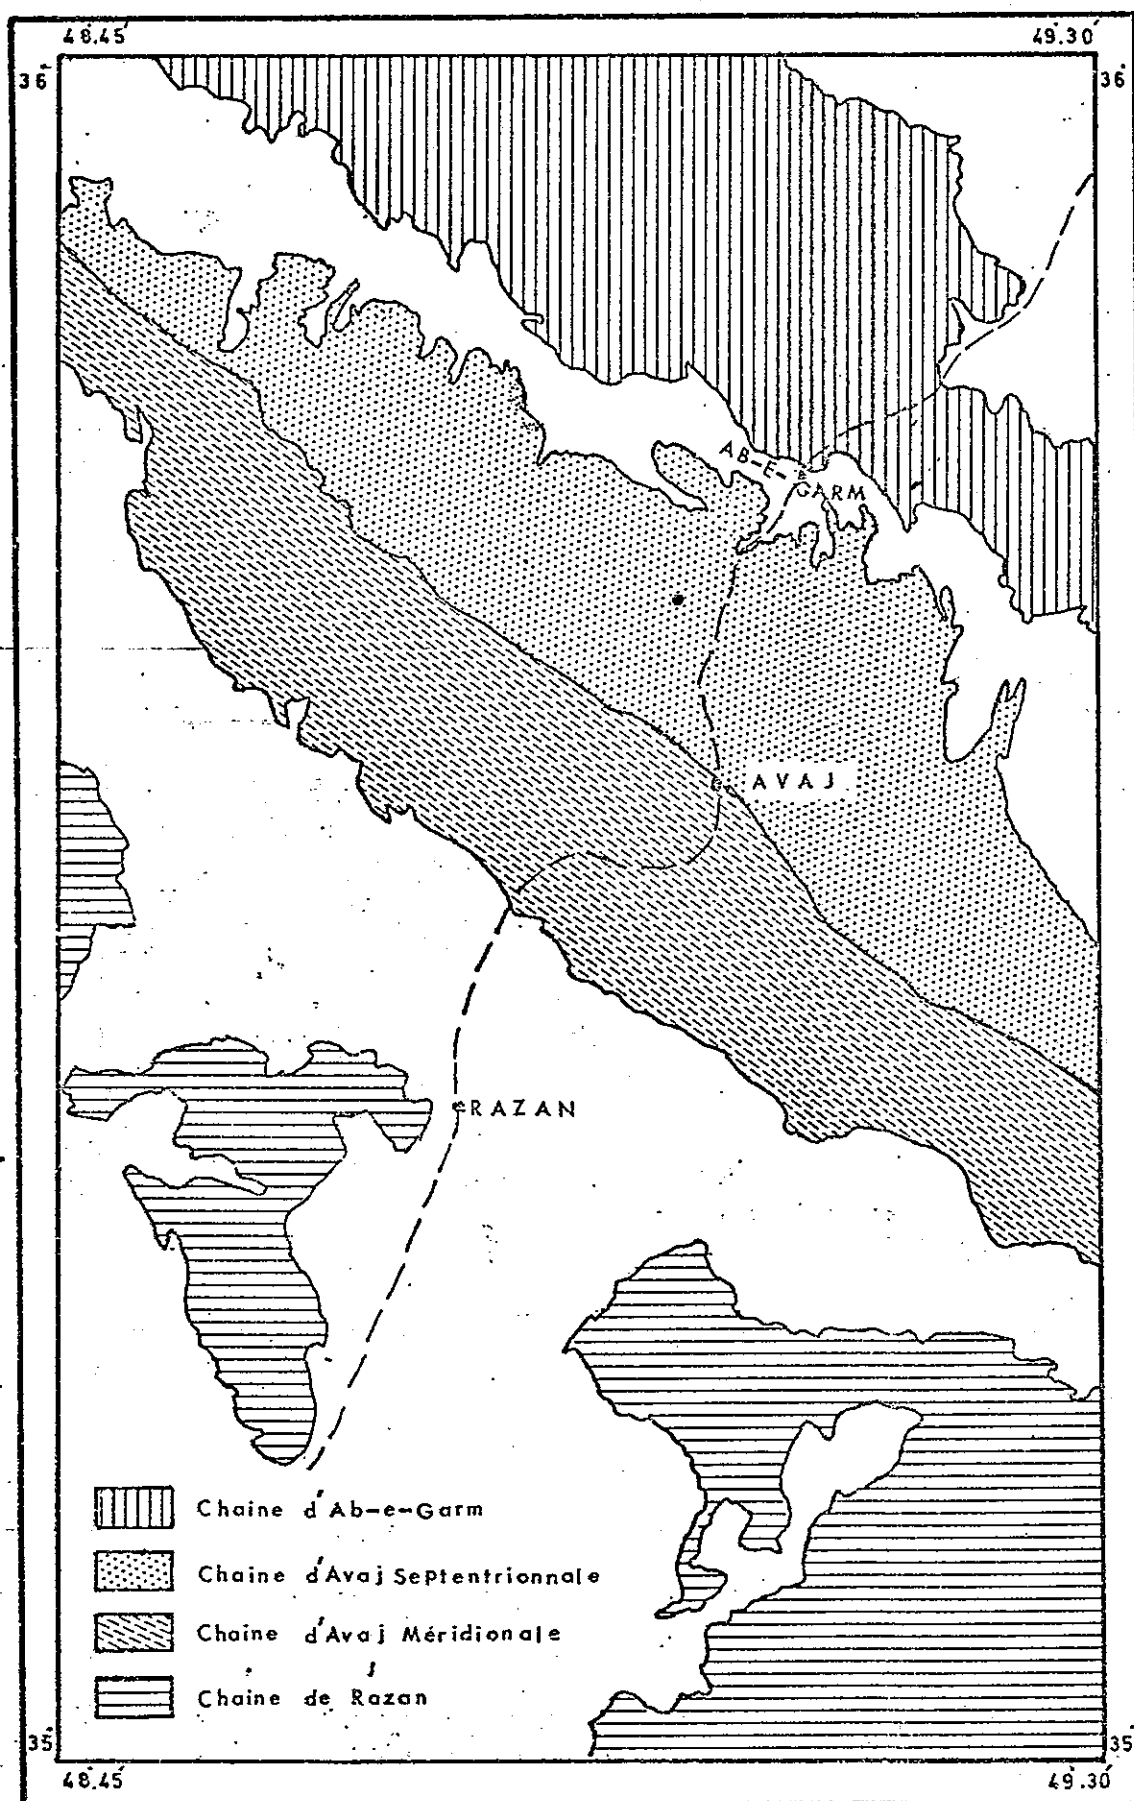 48.45 49.30
36 36
AB-E-
GARM
AVAJ
RAZAN
Chaine d'Ab-e-Garm
Chaine d'Avaj Septentrionnale
Chaine d'Avaj Méridionale
Chaine de Razan
35 35
48.45 49.30